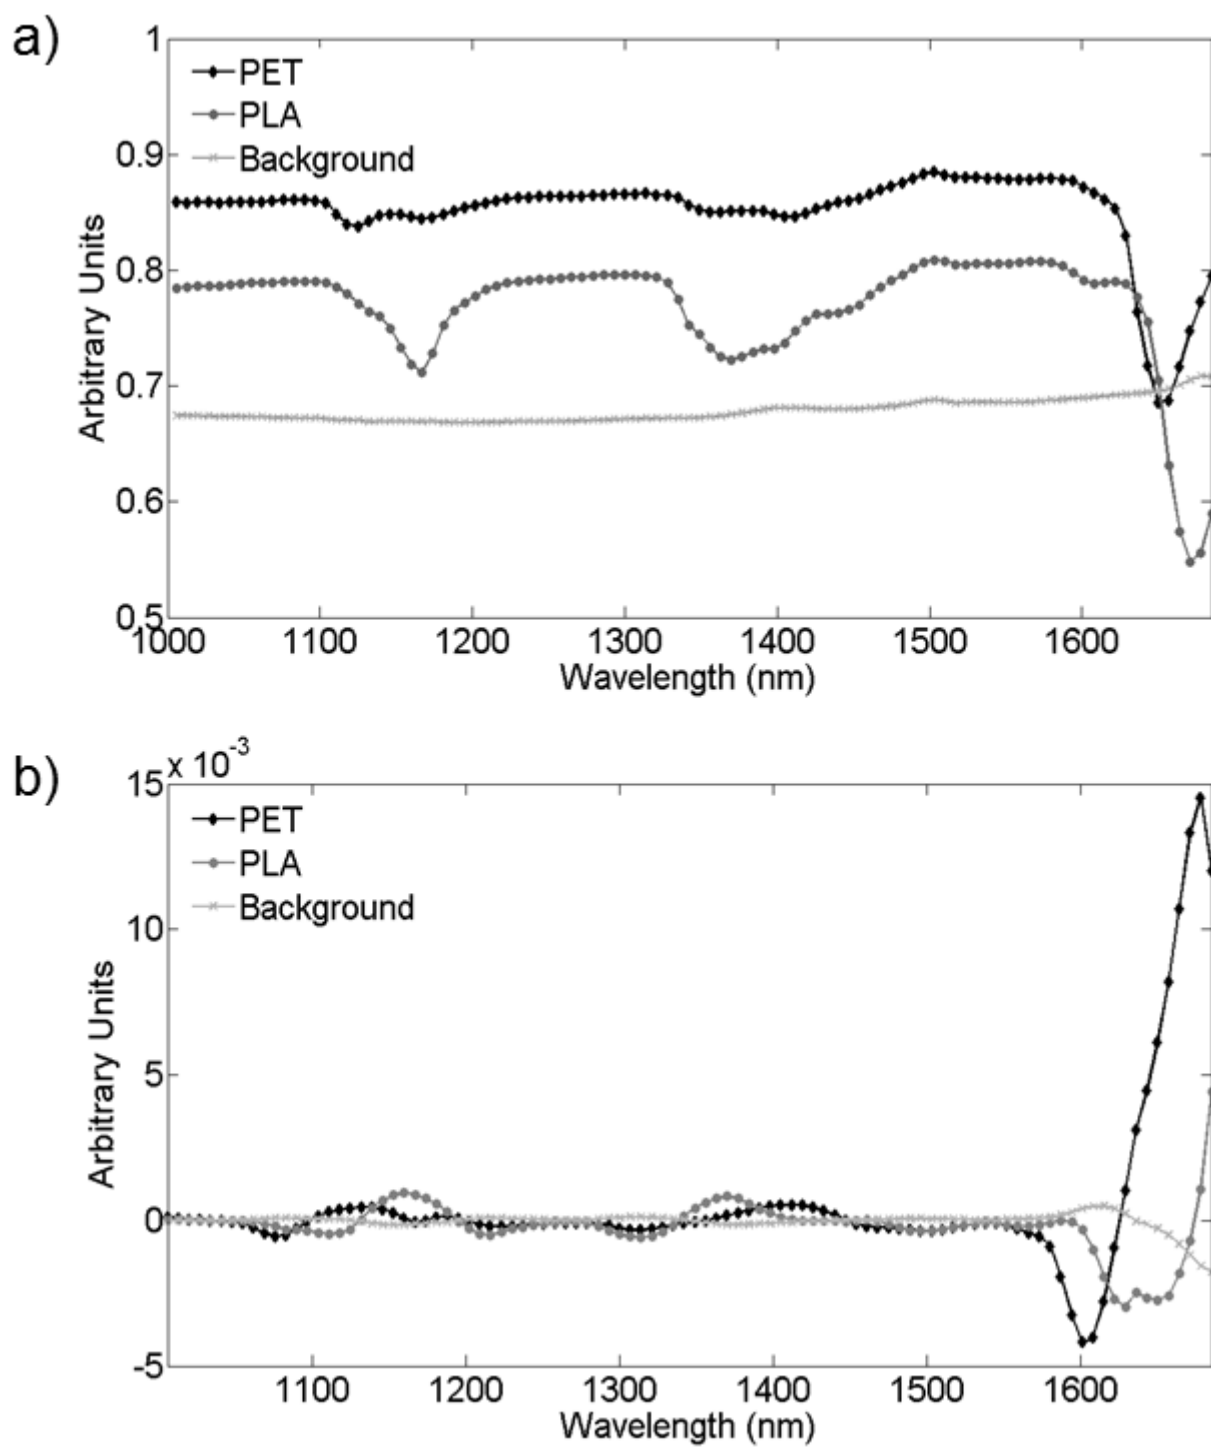 a)
1
PET
PLA
Background
0.9
0.8
0.7
0.6
0.5
Arbitrary Units
1000 1100 1200 1300 1400 1500 1600
Wavelength (nm)
b)
15 x 10-3
PET
PLA
Background
10
5
0
-5
Arbitrary Units
1100 1200 1300 1400 1500 1600
Wavelength (nm)